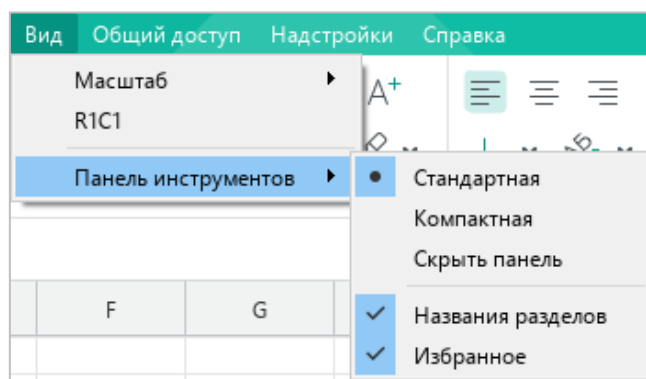 Вид Общий доступ Надстройки Справка
Масштаб
R1C1
A+
Панель инструментов
Стандартная
Компактная
Скрыть панель
F G
Названия разделов
Избранное